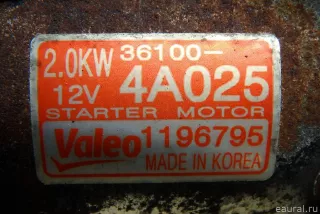 2.0KW 36100-
12V 4A025
STARTER MOTOR
Valeo 1196795
MADE IN KOREA
eaural.ru